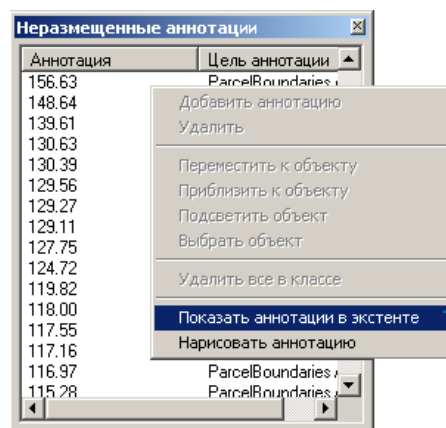 Неразмещенные аннотации
Аннотация Цель аннотации
156.63 ParcelBoundaries
148.64
139.61
130.63
130.39
129.56
129.27
129.11
127.75
124.72
119.82
118.00
117.55
117.16
116.97 ParcelBoundaries
115.28 ParcelBoundaries
Добавить аннотацию
Удалить
Переместить к объекту
Приблизить к объекту
Подсветить объект
Выбрать объект
Удалить все в классе
Показать аннотации в экстенте
Нарисовать аннотацию